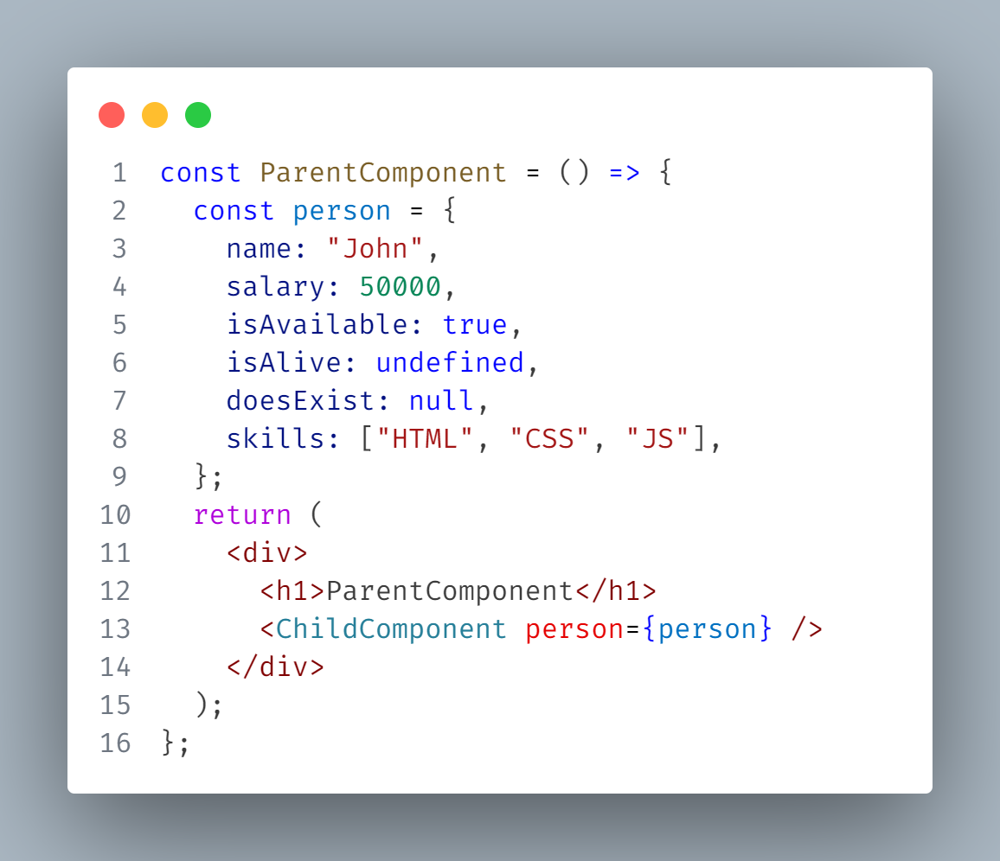 1 const ParentComponent = () => {
2   const person = {
3     name: "John",
4     salary: 50000,
5     isAvailable: true,
6     isAlive: undefined,
7     doesExist: null,
8     skills: ["HTML", "CSS", "JS"],
9   };
10   return (
11     <div>
12       <h1>ParentComponent</h1>
13       <ChildComponent person={person} />
14     </div>
15   );
16 };